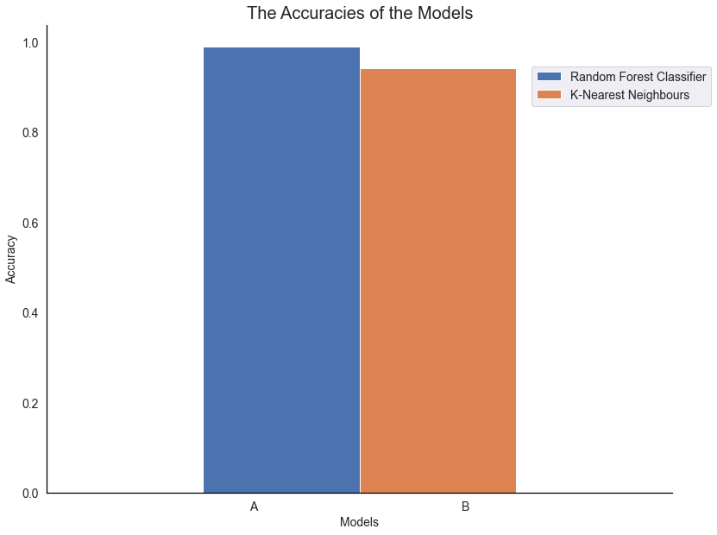 The Accuracies of the Models
1.0
0.8
0.6
0.4
0.2
0.0
Accuracy
Random Forest Classifier
K-Nearest Neighbours
A
B
Models